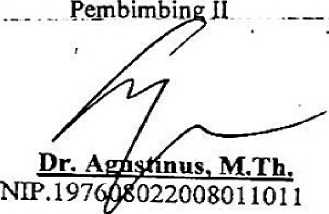 Pembimbing II
Dr. Agustinus, M.Th.
NIP.197608022008011011